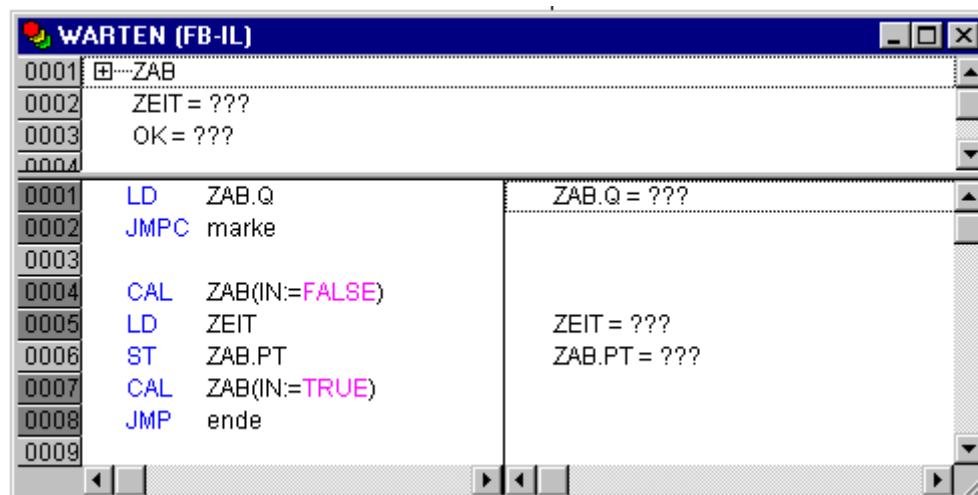 WARTEN (FB-IL)
0001 ZAB
0002 ZEIT = ???
0003 OK = ???
0004
0001 LD ZAB.Q ZAB.Q = ???
0002 JMPC marke
0003
0004 CAL ZAB(IN:=FALSE)
0005 LD ZEIT ZEIT = ???
0006 ST ZAB.PT ZAB.PT = ???
0007 CAL ZAB(IN:=TRUE)
0008 JMP ende
0009